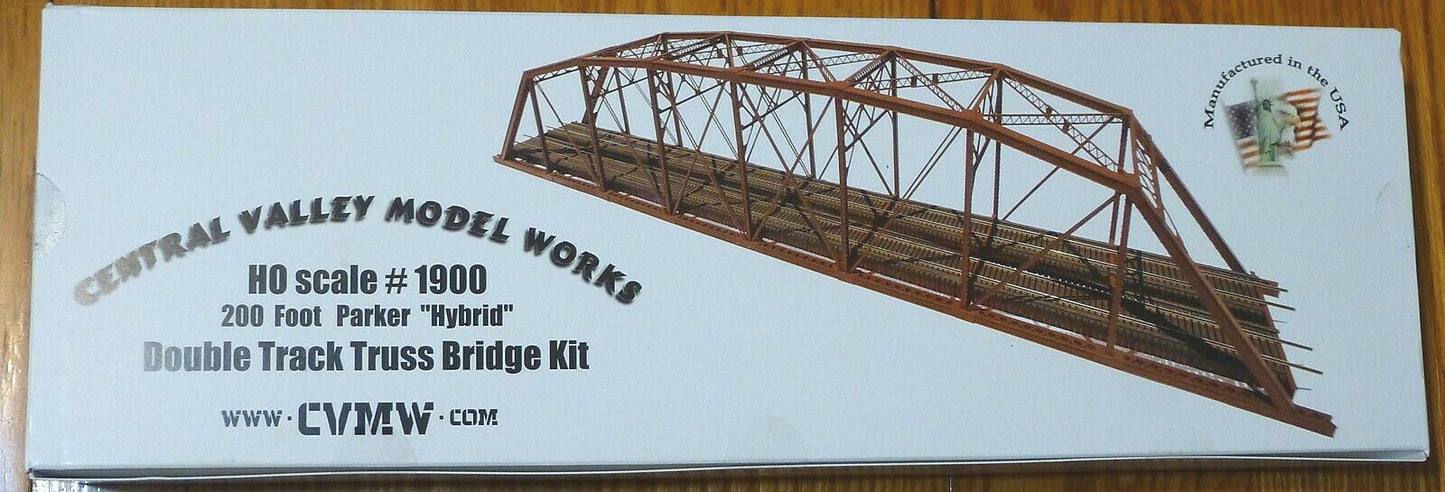 CENTRAL VALLEY MODEL WORKS
HO scale # 1900
200 Foot Parker "Hybrid"
Double Track Truss Bridge Kit
www.CVMW.COM
Manufactured in the USA